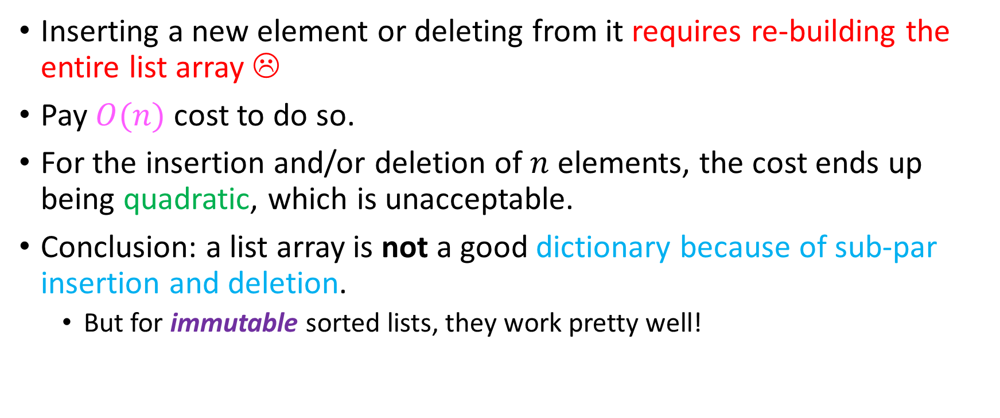 • Inserting a new element or deleting from it requires re-building the
entire list array ☹
• Pay O(n) cost to do so.
• For the insertion and/or deletion of n elements, the cost ends up
being quadratic, which is unacceptable.
• Conclusion: a list array is not a good dictionary because of sub-par
insertion and deletion.
• But for immutable sorted lists, they work pretty well!